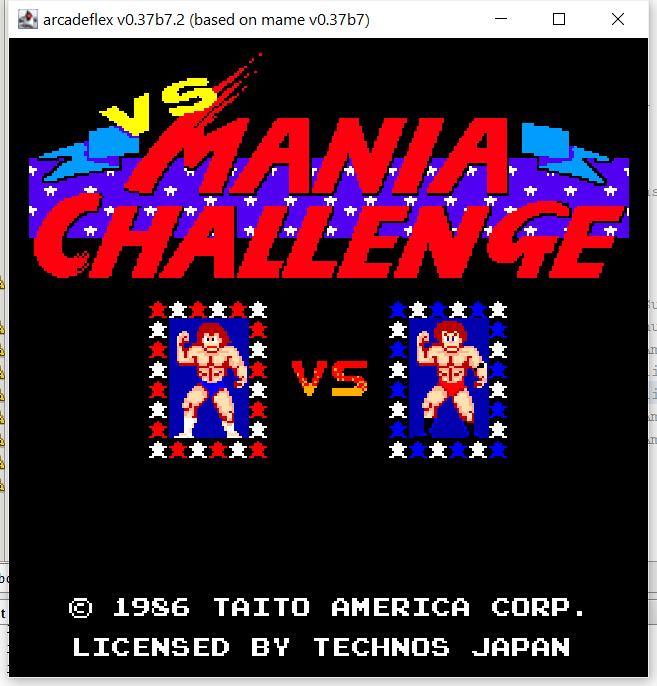 arcadeflex v0.37b7.2 (based on mame v0.37b7)
VS
MANIA
CHALLENGE
VS
© 1986 TAITO AMERICA CORP.
LICENSED BY TECHNOS JAPAN